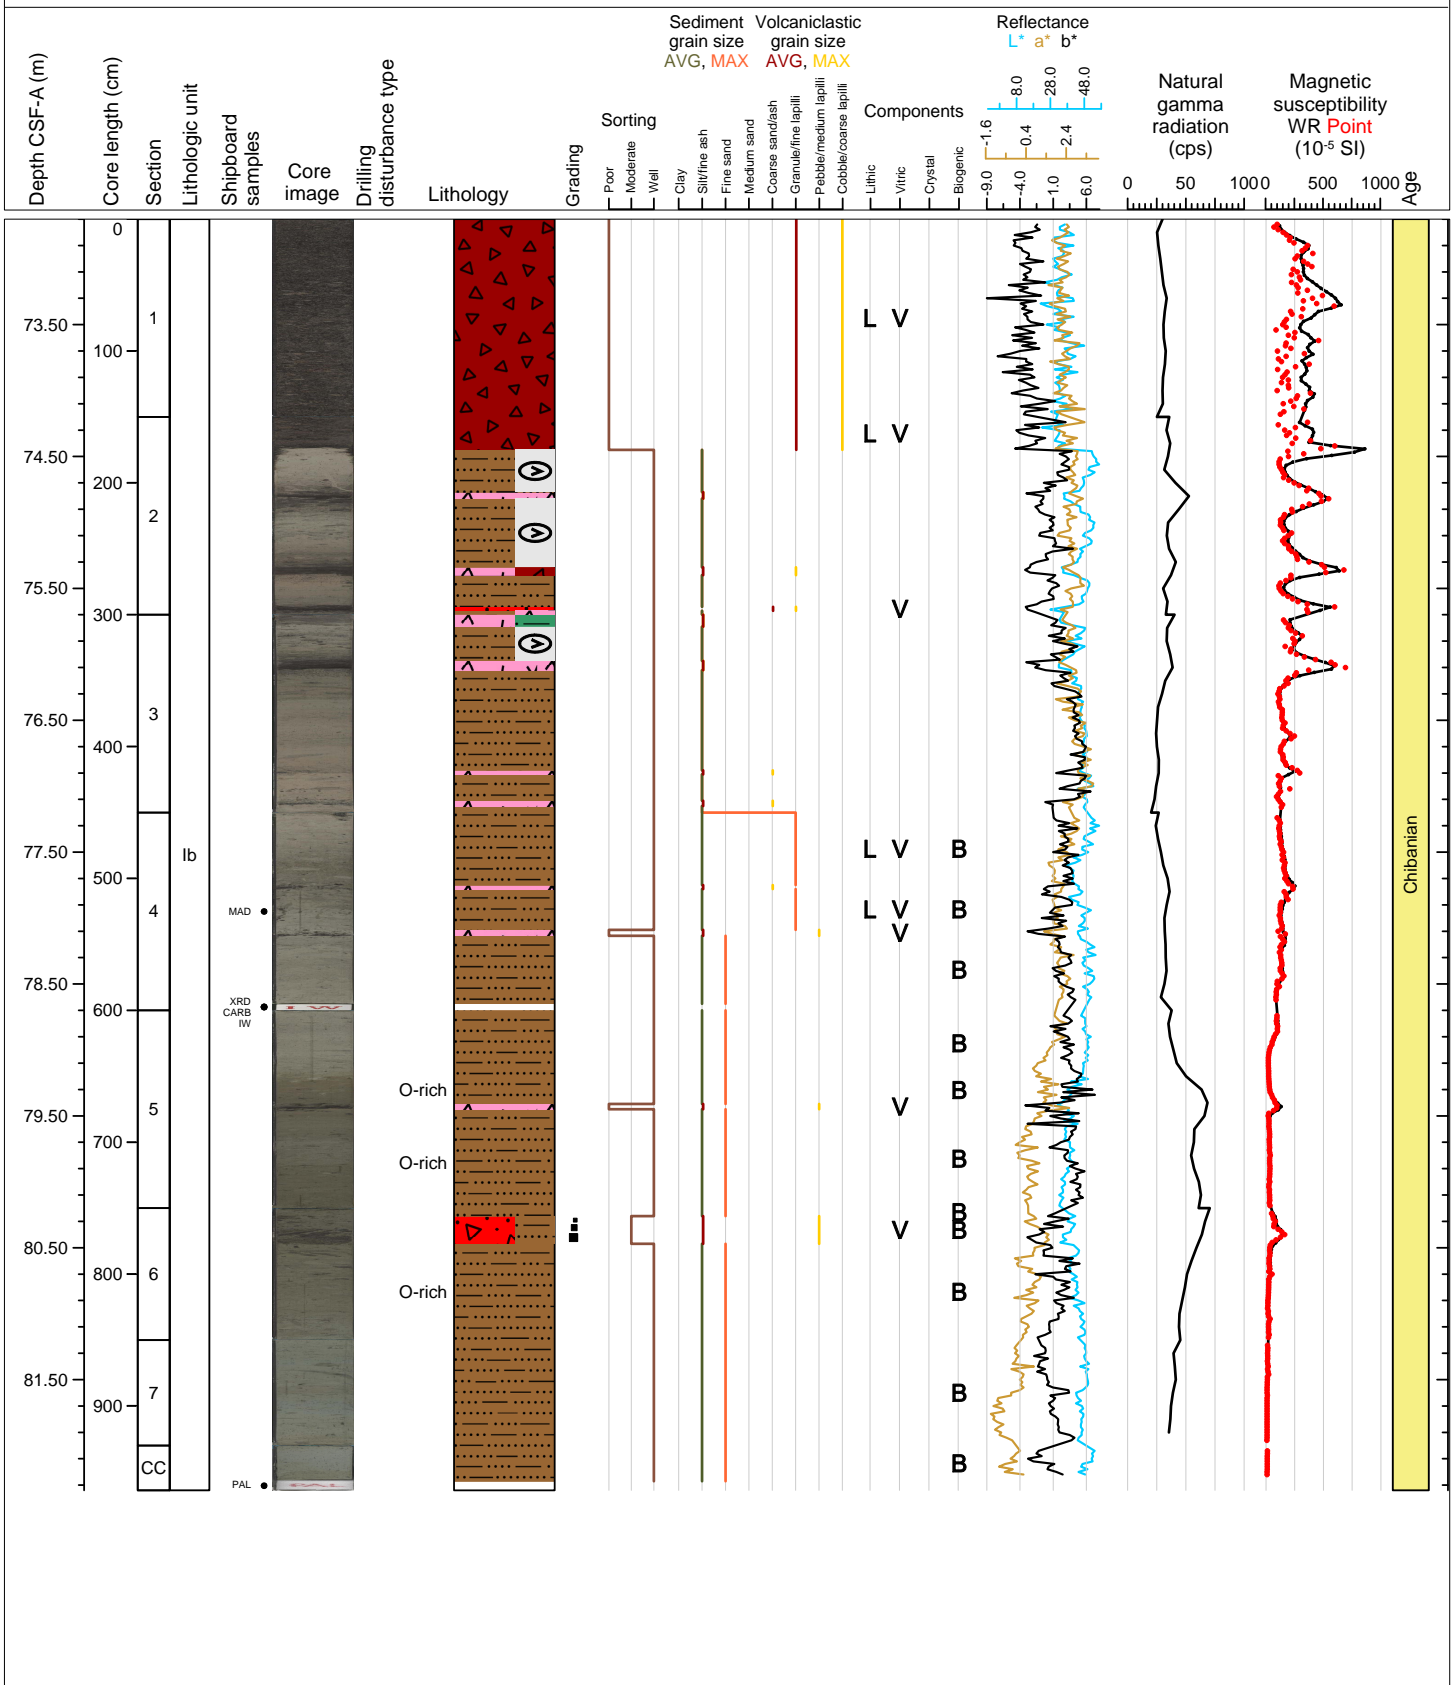 Depth CSF-A (m)
Core length (cm)
Section
Lithologic unit
Shipboard
samples
Core
image
Drilling
disturbance type
Lithology
Grading
Sorting
Poor
Moderate
Well
Sediment
grain size
AVG, MAX
Volcaniclastic
grain size
AVG, MAX
Clay
Silt/fine ash
Fine sand
Medium sand
Coarse sand/ash
Granule/fine lapilli
Pebble/medium lapilli
Cobble/coarse lapilli
Components
Lithic
Vitric
Crystal
Biogenic
Reflectance
L* a* b*
8.0 28.0 48.0
-1.6 0.4 2.4
-9.0 -4.0 1.0 6.0
Natural
gamma
radiation
(cps)
0 50 100
Magnetic
susceptibility
WR Point
(10-5 SI)
0 500 1000
Age
0
1
73.50
L V
100
L V
74.50
200
2
75.50
300
V
3
76.50
400
77.50
Ib
L V B
Chibanian
500
4
MAD
L V B
V
B
78.50
XRD
CARB
IW
600
I W
B
O-rich
B
79.50
5
V
700
O-rich
B
B
B
V
80.50
800
6
O-rich
B
81.50
7
900
B
CC
B
PAL
PAL